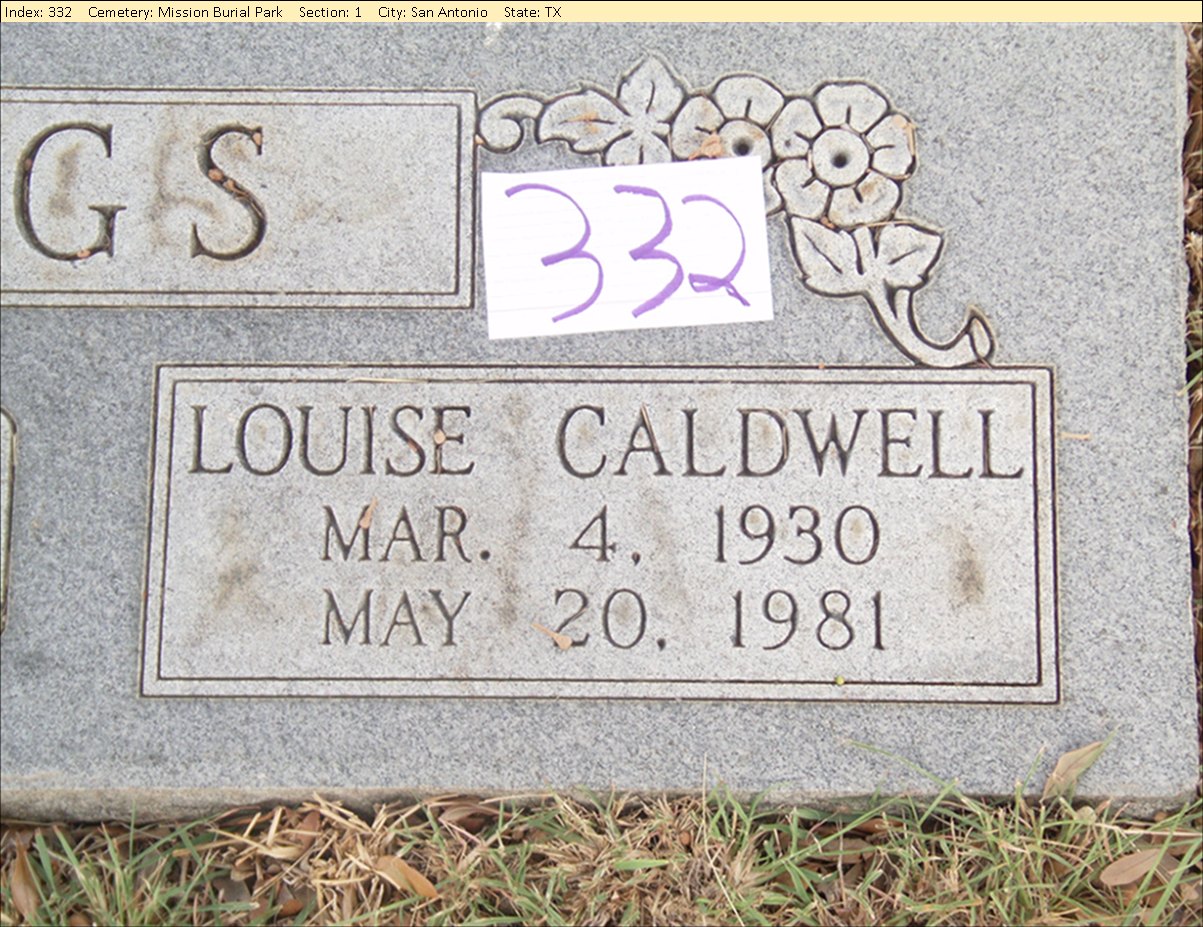 Index: 332 Cemetery: Mission Burial Park Section: 1 City: San Antonio State: TX
GS
332
LOUISE CALDWELL
MAR. 4, 1930
MAY 20, 1981